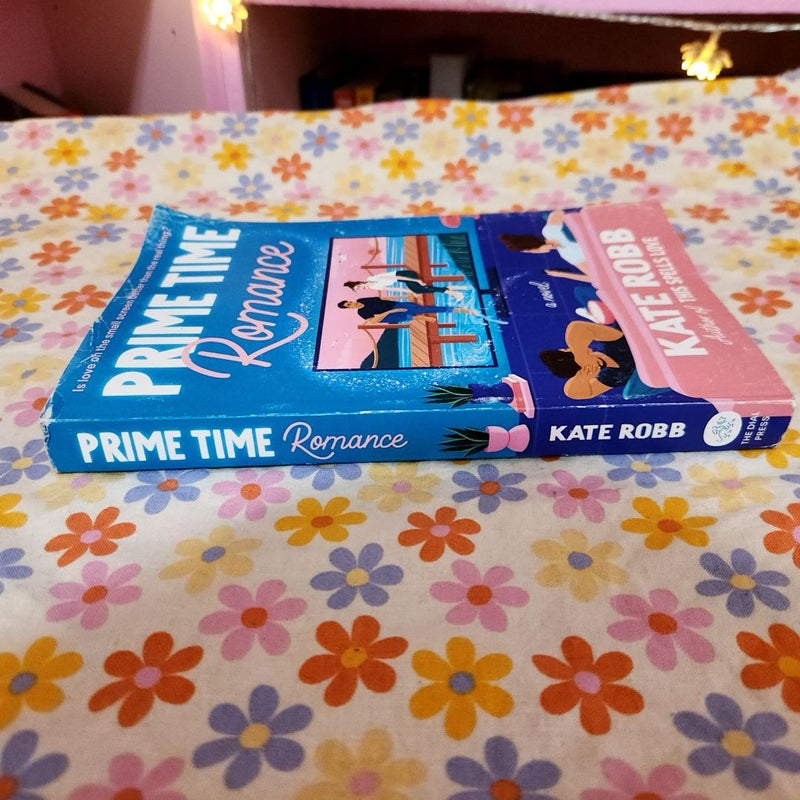 Is love on the small screen better than the real thing?
PRIME TIME
Romance
a novel
KATE ROBB
Author of THIS SPELLS LOVE
PRIME TIME Romance
KATE ROBB
THE DIAL
PRESS